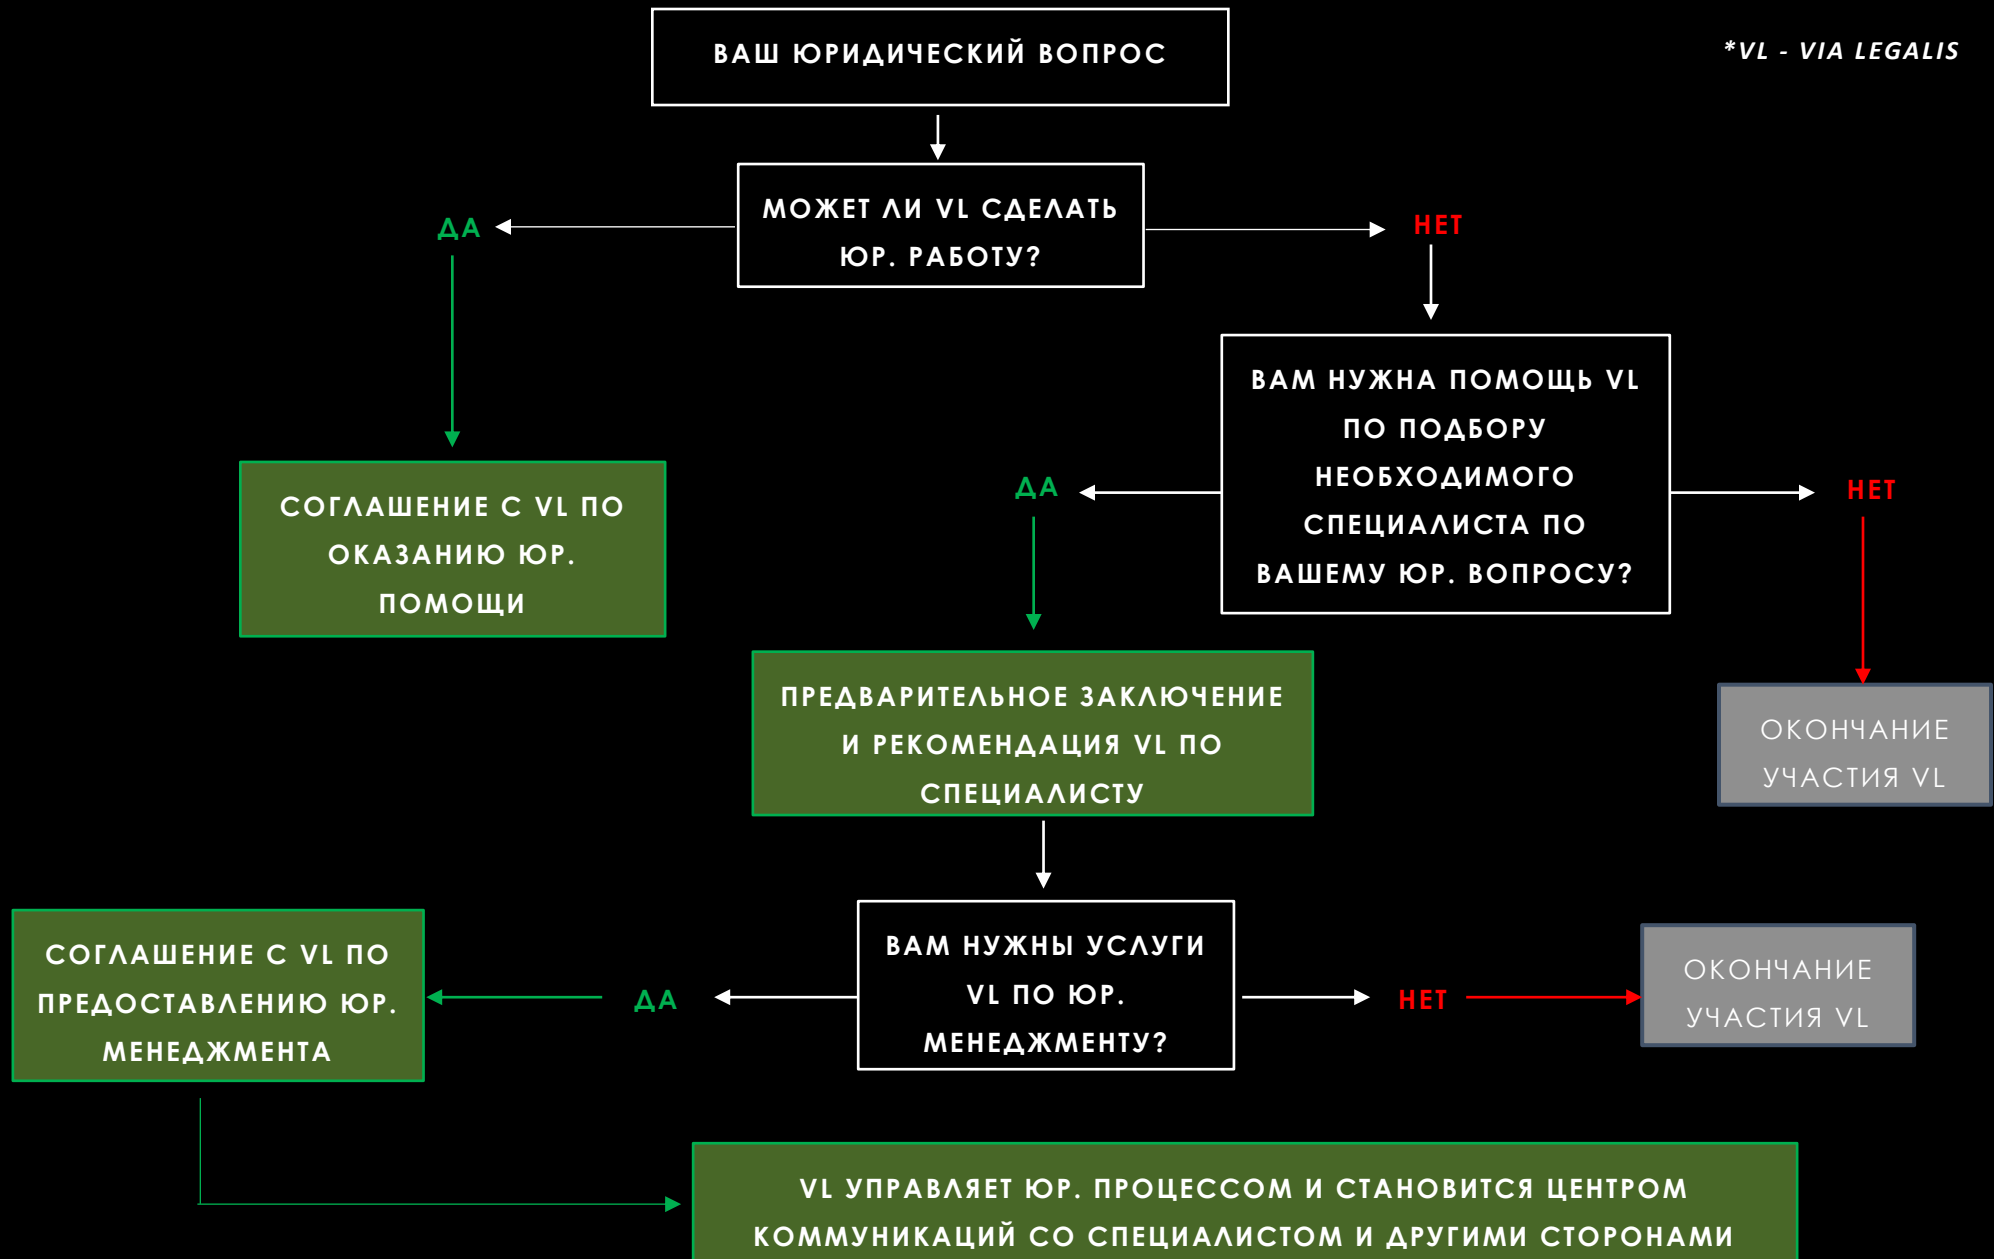 ВАШ ЮРИДИЧЕСКИЙ ВОПРОС
*VL - VIA LEGALIS
МОЖЕТ ЛИ VL СДЕЛАТЬ
ЮР. РАБОТУ?
ДА
НЕТ
ВАМ НУЖНА ПОМОЩЬ VL
ПО ПОДБОРУ
НЕОБХОДИМОГО
СПЕЦИАЛИСТА ПО
ВАШЕМУ ЮР. ВОПРОСУ?
СОГЛАШЕНИЕ С VL ПО
ОКАЗАНИЮ ЮР.
ПОМОЩИ
ДА
НЕТ
ПРЕДВАРИТЕЛЬНОЕ ЗАКЛЮЧЕНИЕ
И РЕКОМЕНДАЦИЯ VL ПО
СПЕЦИАЛИСТУ
ОКОНЧАНИЕ
УЧАСТИЯ VL
СОГЛАШЕНИЕ С VL ПО
ПРЕДОСТАВЛЕНИЮ ЮР.
МЕНЕДЖМЕНТА
ДА
ВАМ НУЖНЫ УСЛУГИ
VL ПО ЮР.
МЕНЕДЖМЕНТУ?
НЕТ
ОКОНЧАНИЕ
УЧАСТИЯ VL
VL УПРАВЛЯЕТ ЮР. ПРОЦЕССОМ И СТАНОВИТСЯ ЦЕНТРОМ
КОММУНИКАЦИЙ СО СПЕЦИАЛИСТОМ И ДРУГИМИ СТОРОНАМИ